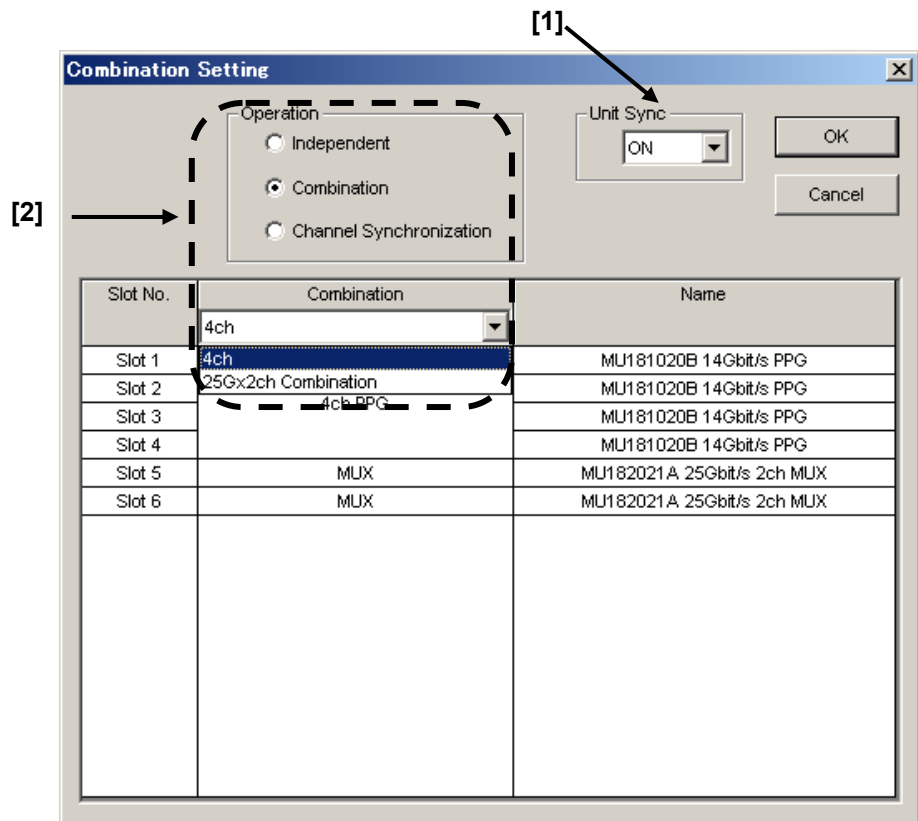 [1]
Combination Setting
Operation
Unit Sync
Independent
ON
OK
Combination
Cancel
[2]
Channel Synchronization
Slot No.
Combination
Name
4ch
Slot 1
4ch
MU181020B 14Gbit/s PPG
Slot 2
25Gx2ch Combination
MU181020B 14Gbit/s PPG
4ch PPG
Slot 3
MU181020B 14Gbit/s PPG
Slot 4
MU181020B 14Gbit/s PPG
Slot 5
MUX
MU182021A 25Gbit/s 2ch MUX
Slot 6
MUX
MU182021A 25Gbit/s 2ch MUX